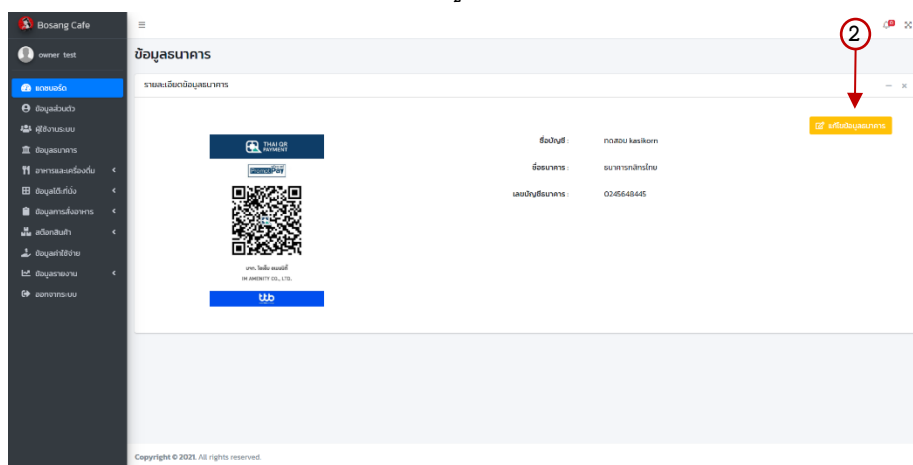 Bosang Cafe
owner test
แดชบอร์ด
ข้อมูลส่วนตัว
ผู้ใช้งานระบบ
ข้อมูลธนาคาร
อาหารและเครื่องดื่ม
ข้อมูลโต๊ะที่นั่ง
ข้อมูลการสั่งอาหาร
สต๊อกสินค้า
ข้อมูลค่าใช้จ่าย
ข้อมูลรายงาน
ออกจากระบบ
2
ข้อมูลธนาคาร
รายละเอียดข้อมูลธนาคาร
แก้ไขข้อมูลธนาคาร
THAI QR
PAYMENT
PromptPay
IM AMENITY CO., LTD.
ttb
ชื่อบัญชี : ทดสอบ kasikorn
ชื่อธนาคาร : ธนาคารกสิกรไทย
เลขบัญชีธนาคาร : 0245648445
Copyright © 2021. All rights reserved.